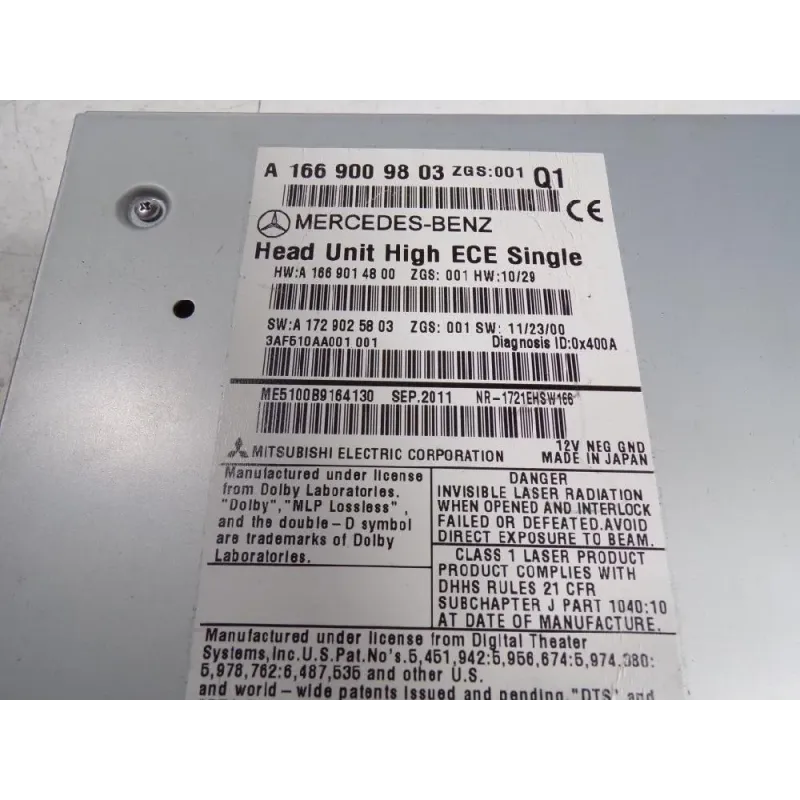 A 166 900 98 03 ZGS:001 Q1
CE
MERCEDES-BENZ
Head Unit High ECE Single
HW:A 166 901 48 00 ZGS: 001 HW:10/29
SW:A 172 902 58 03 ZGS: 001 SW: 11/23/00
3AF510AA001 001 Diagnosis ID:0x400A
ME5100B9164130 SEP.2011 NR-1721EHSW166
MITSUBISHI ELECTRIC CORPORATION
12V NEG GND
MADE IN JAPAN
Manufactured under license
from Dolby Laboratories.
"Dolby","MLP Lossless",
and the double-D symbol
are trademarks of Dolby
Laboratories.
DANGER
INVISIBLE LASER RADIATION
WHEN OPENED AND INTERLOCK
FAILED OR DEFEATED.AVOID
DIRECT EXPOSURE TO BEAM.
CLASS 1 LASER PRODUCT
PRODUCT COMPLIES WITH
DHHS RULES 21 CFR
SUBCHAPTER J PART 1040:10
AT DATE OF MANUFACTURE.
Manufactured under license from Digital Theater
Systems,Inc.U.S.Pat.No's.5,451,942:5,956,674:5,974,380:
5,978,762:6,487,535 and other U.S.
and world-wide patents issued and pending."DTS" and